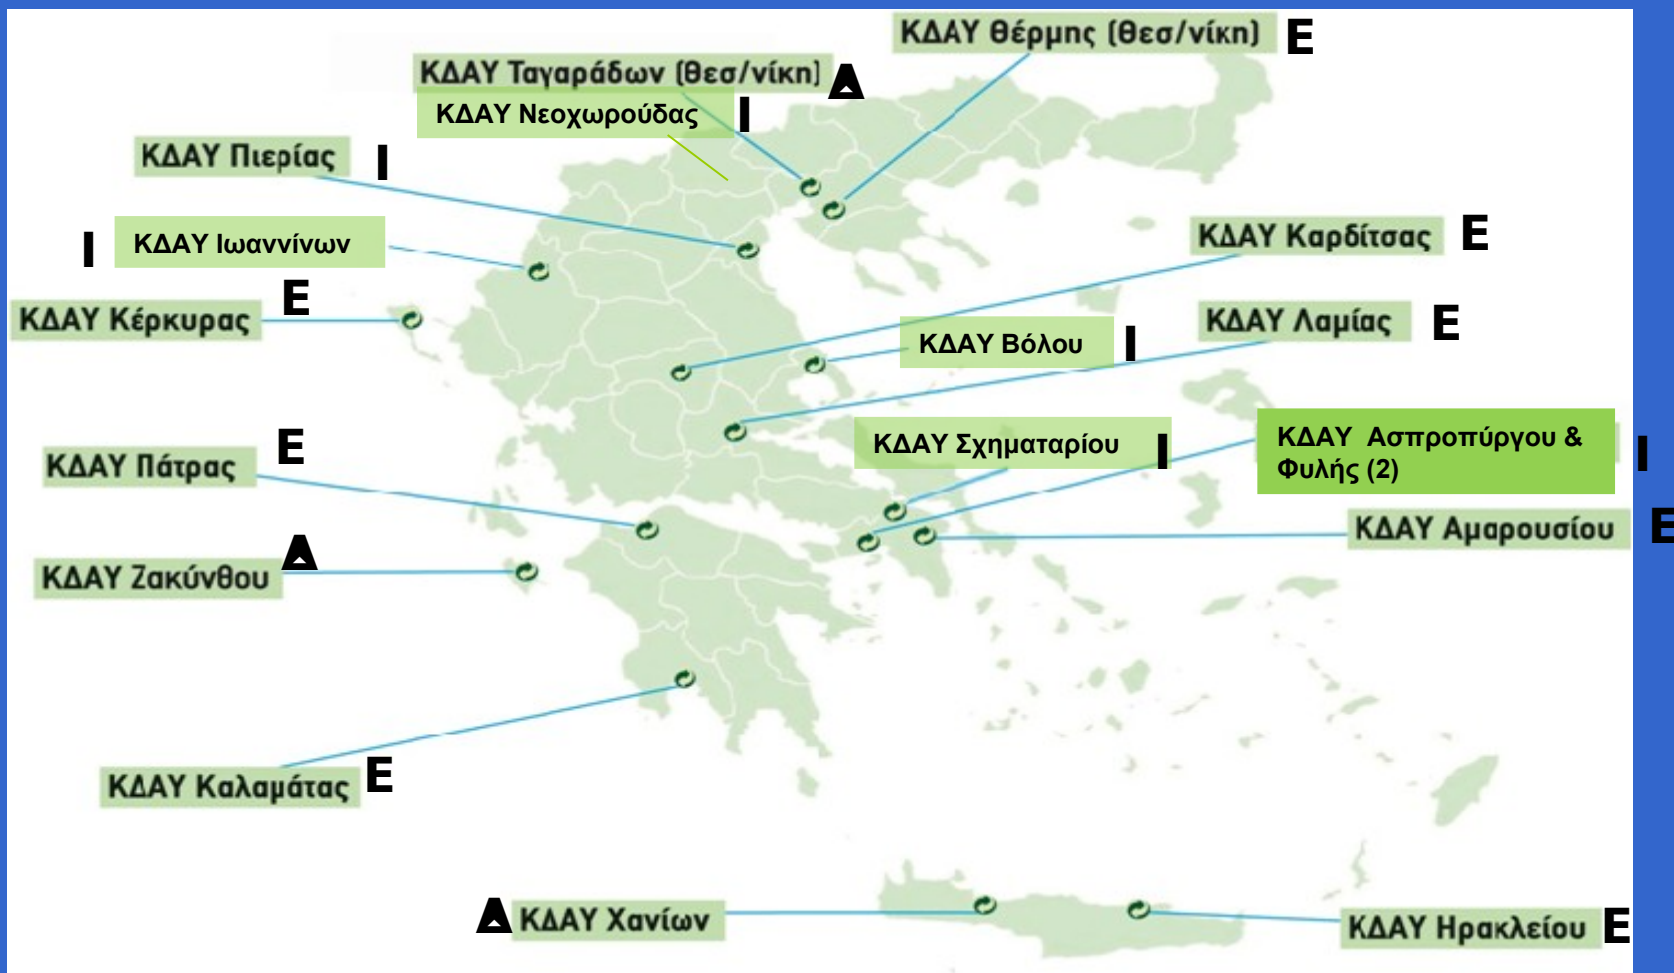 ΚΔΑΥ Θέρμης (Θεσ/νίκη) Ε
ΚΔΑΥ Ταγαράδων (Θεσ/νίκη) Δ
ΚΔΑΥ Νεοχωρούδας Ι
ΚΔΑΥ Πιερίας Ι
Ι ΚΔΑΥ Ιωαννίνων
ΚΔΑΥ Καρδίτσας Ε
ΚΔΑΥ Κέρκυρας Ε
ΚΔΑΥ Λαμίας Ε
ΚΔΑΥ Βόλου Ι
ΚΔΑΥ Σχηματαρίου Ι
ΚΔΑΥ Ασπροπύργου &
Φυλής (2) Ι
ΚΔΑΥ Πάτρας Ε
ΚΔΑΥ Αμαρουσίου Ε
ΚΔΑΥ Ζακύνθου Δ
ΚΔΑΥ Καλαμάτας Ε
Δ ΚΔΑΥ Χανίων
ΚΔΑΥ Ηρακλείου Ε